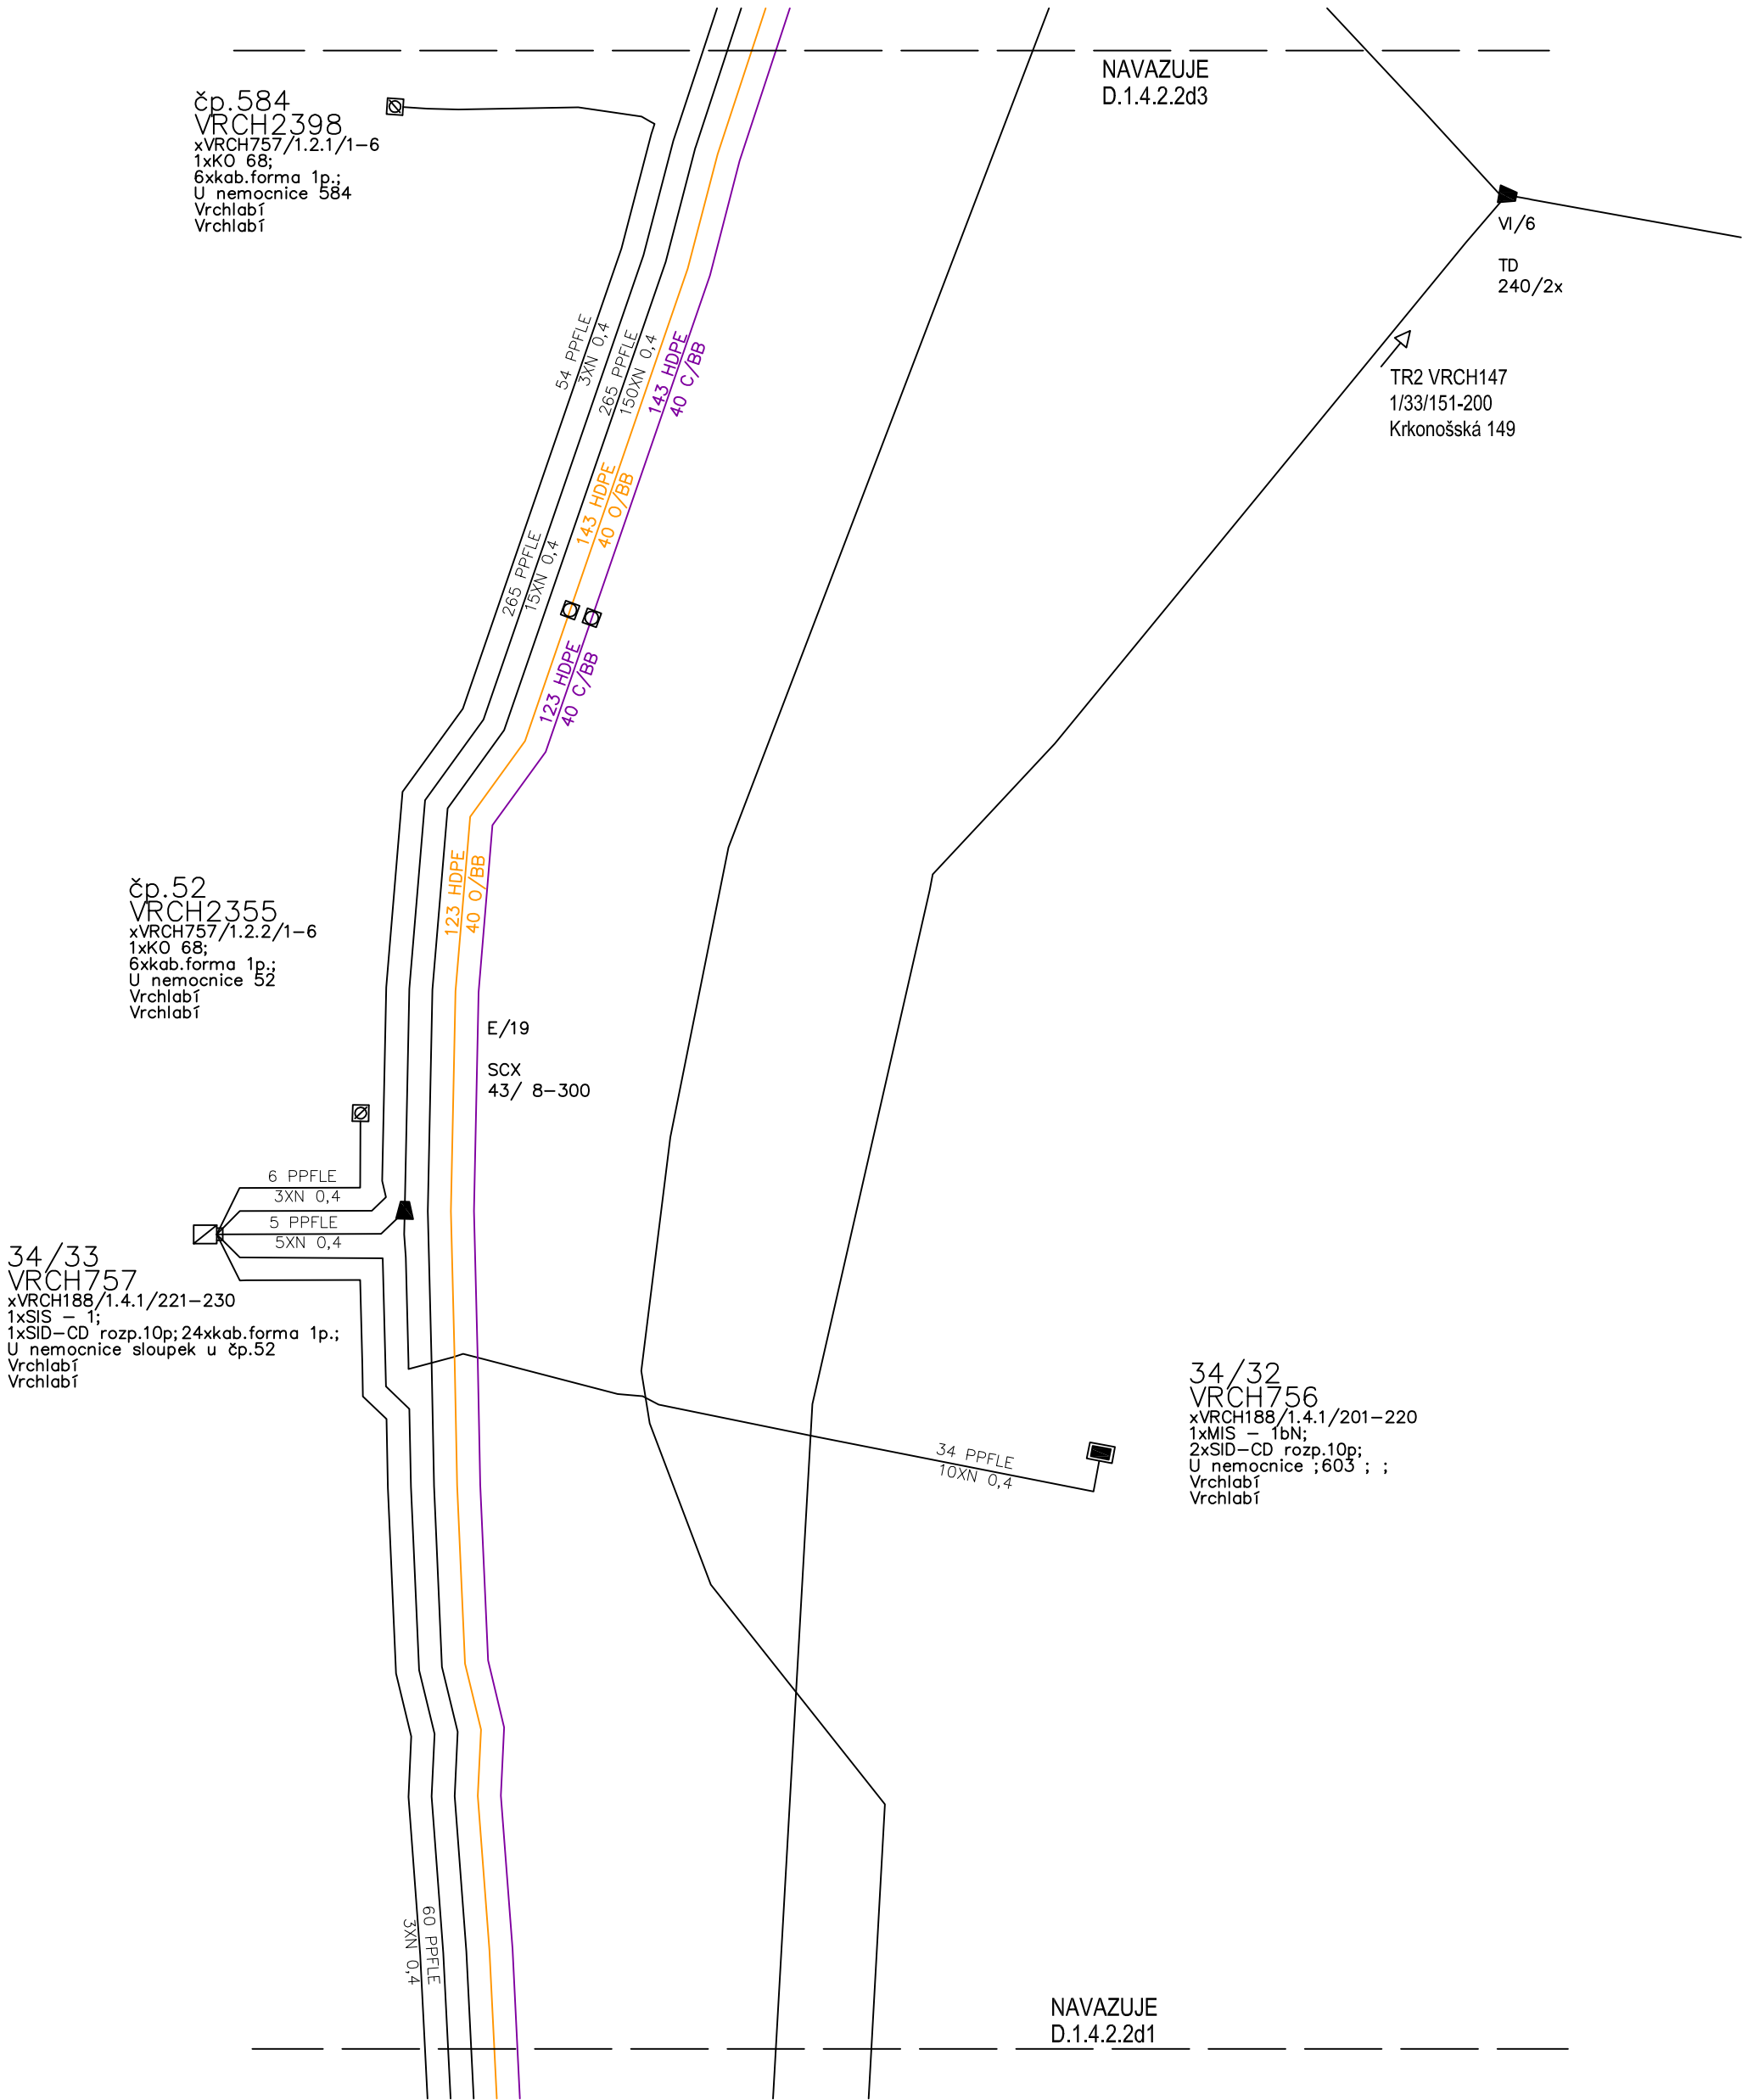 NAVAZUJE
D.1.4.2.2d3
čp.584
VRCH2398
xVRCH757/1.2.1/1-6
1xKO 68;
6xkab.forma 1p.;
U nemocnice 584
Vrchlabí
Vrchlabí
VI/6
TD
240/2x
TR2 VRCH147
1/33/151-200
Krkonošská 149
54 PPFLE
3XN 0,4
265 PPFLE
150XN 0,4
143 HDPE
40 C/BB
143 HDPE
40 O/BB
265 PPFLE
15XN 0,4
123 HDPE
40 C/BB
123 HDPE
40 O/BB
čp.52
VRCH2355
xVRCH757/1.2.2/1-6
1xKO 68;
6xkab.forma 1p.;
U nemocnice 52
Vrchlabí
Vrchlabí
E/19
SCX
43/ 8-300
6 PPFLE
3XN 0,4
5 PPFLE
5XN 0,4
34/33
VRCH757
xVRCH188/1.4.1/221-230
1xSIS - 1;
1xSID-CD rozp.10p;24xkab.forma 1p.;
U nemocnice sloupek u čp.52
Vrchlabí
Vrchlabí
34/32
VRCH756
xVRCH188/1.4.1/201-220
1xMIS - 1bN;
2xSID-CD rozp.10p;
U nemocnice ;603 ; ;
Vrchlabí
Vrchlabí
34 PPFLE
10XN 0,4
60 PPFLE
3XN 0,4
NAVAZUJE
D.1.4.2.2d1